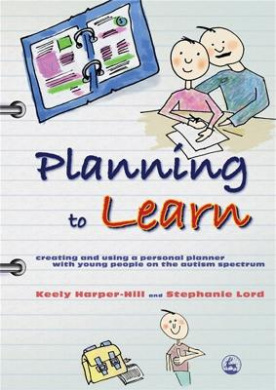 Planning
to Learn
creating and using a personal planner
with young people on the autism spectrum
Keely Harper-Hill and Stephanie Lord